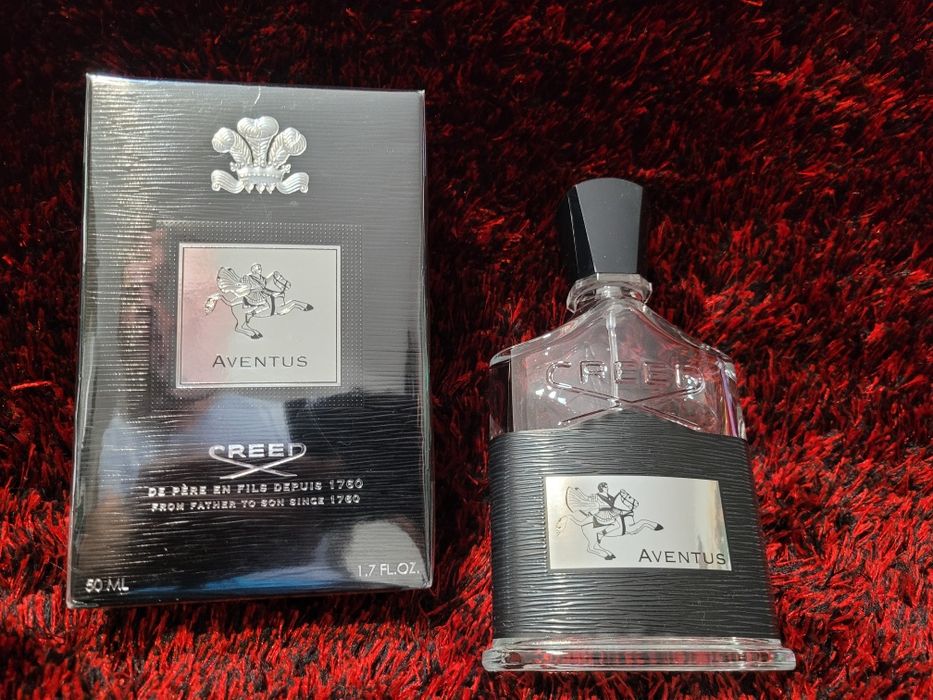 AVENTUS
CREED
DE PÈRE EN FILS DEPUIS 1760
FROM FATHER TO SON SINCE 1760
50 ML
1.7 FL.OZ.
CREED
AVENTUS